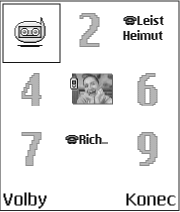 2 ☎Leist
Heimut
4 6
7 ☎Rich…
9
Volby Konec